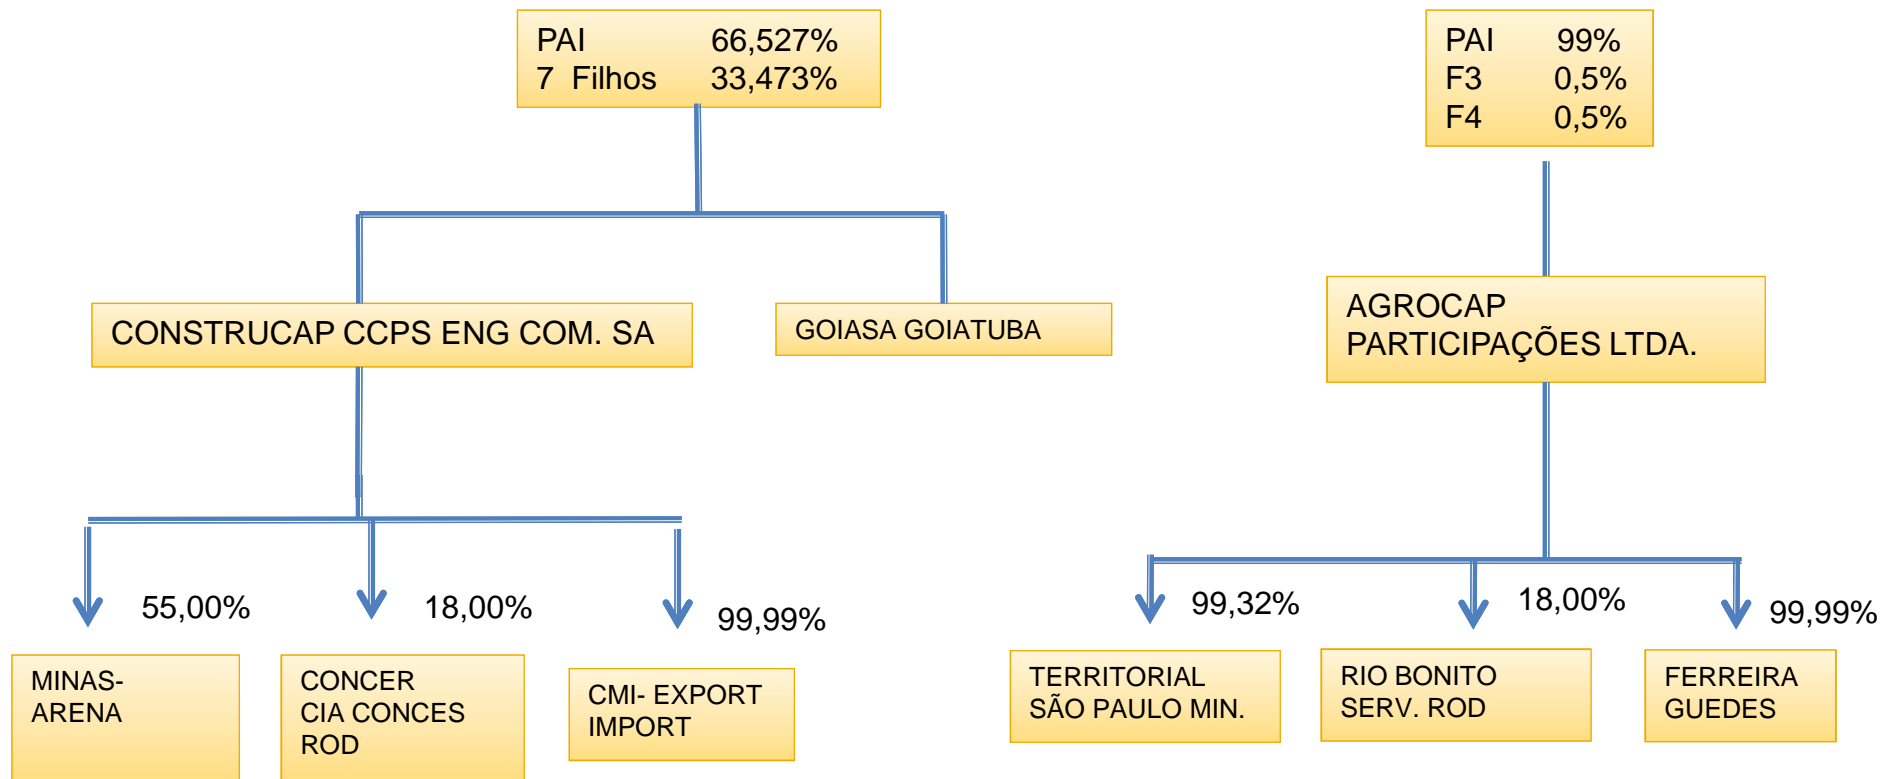 PAI 66,527%
7 Filhos 33,473%
PAI 99%
F3 0,5%
F4 0,5%
CONSTRUCAP CCPS ENG COM. SA
GOIASA GOIATUBA
AGROCAP
PARTICIPAÇÕES LTDA.
55,00%
18,00%
99,99%
99,32%
18,00%
99,99%
MINAS-
ARENA
CONCER
CIA CONCES
ROD
CMI- EXPORT
IMPORT
TERRITORIAL
SÃO PAULO MIN.
RIO BONITO
SERV. ROD
FERREIRA
GUEDES